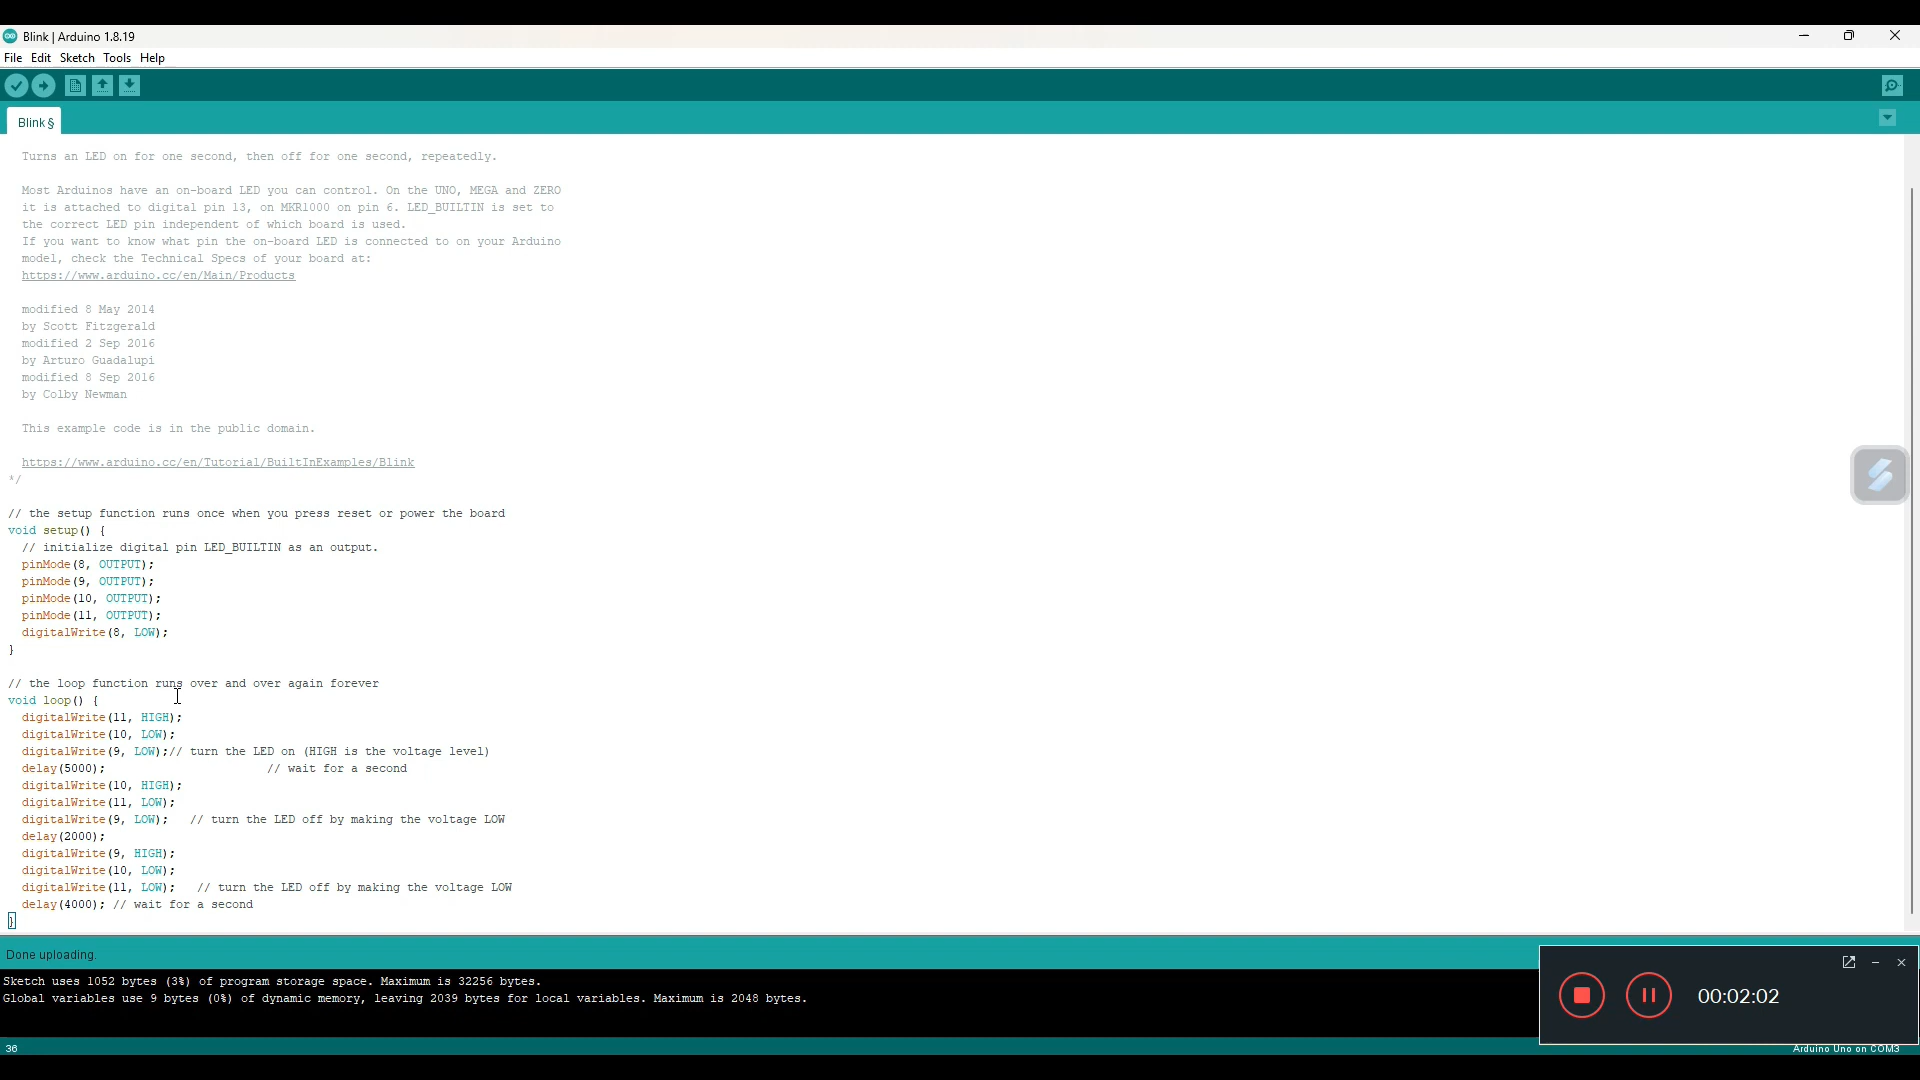 Blink | Arduino 1.8.19
File Edit Sketch Tools Help
Blink §
Turns an LED on for one second, then off for one second, repeatedly.
Most Arduinos have an on-board LED you can control. On the UNO, MEGA and ZERO
it is attached to digital pin 13, on MKR1000 on pin 6. LED_BUILTIN is set to
the correct LED pin independent of which board is used.
If you want to know what pin the on-board LED is connected to on your Arduino
model, check the Technical Specs of your board at:
https://www.arduino.cc/en/Main/Products
modified 8 May 2014
by Scott Fitzgerald
modified 2 Sep 2016
by Arturo Guadalupi
modified 8 Sep 2016
by Colby Newman
This example code is in the public domain.
https://www.arduino.cc/en/Tutorial/BuiltInExamples/Blink
*/
// the setup function runs once when you press reset or power the board
void setup() {
// initialize digital pin LED_BUILTIN as an output.
pinMode(8, OUTPUT);
pinMode(9, OUTPUT);
pinMode(10, OUTPUT);
pinMode(11, OUTPUT);
digitalWrite(8, LOW);
}
// the loop function runs over and over again forever
void loop() {
digitalWrite(11, HIGH);
digitalWrite(10, LOW);
digitalWrite(9, LOW);// turn the LED on (HIGH is the voltage level)
delay(5000); // wait for a second
digitalWrite(10, HIGH);
digitalWrite(11, LOW);
digitalWrite(9, LOW); // turn the LED off by making the voltage LOW
delay(2000);
digitalWrite(9, HIGH);
digitalWrite(10, LOW);
digitalWrite(11, LOW); // turn the LED off by making the voltage LOW
delay(4000); // wait for a second
}
Done uploading.
Sketch uses 1052 bytes (3%) of program storage space. Maximum is 32256 bytes.
Global variables use 9 bytes (0%) of dynamic memory, leaving 2039 bytes for local variables. Maximum is 2048 bytes.
00:02:02
36
Arduino Uno on COM3